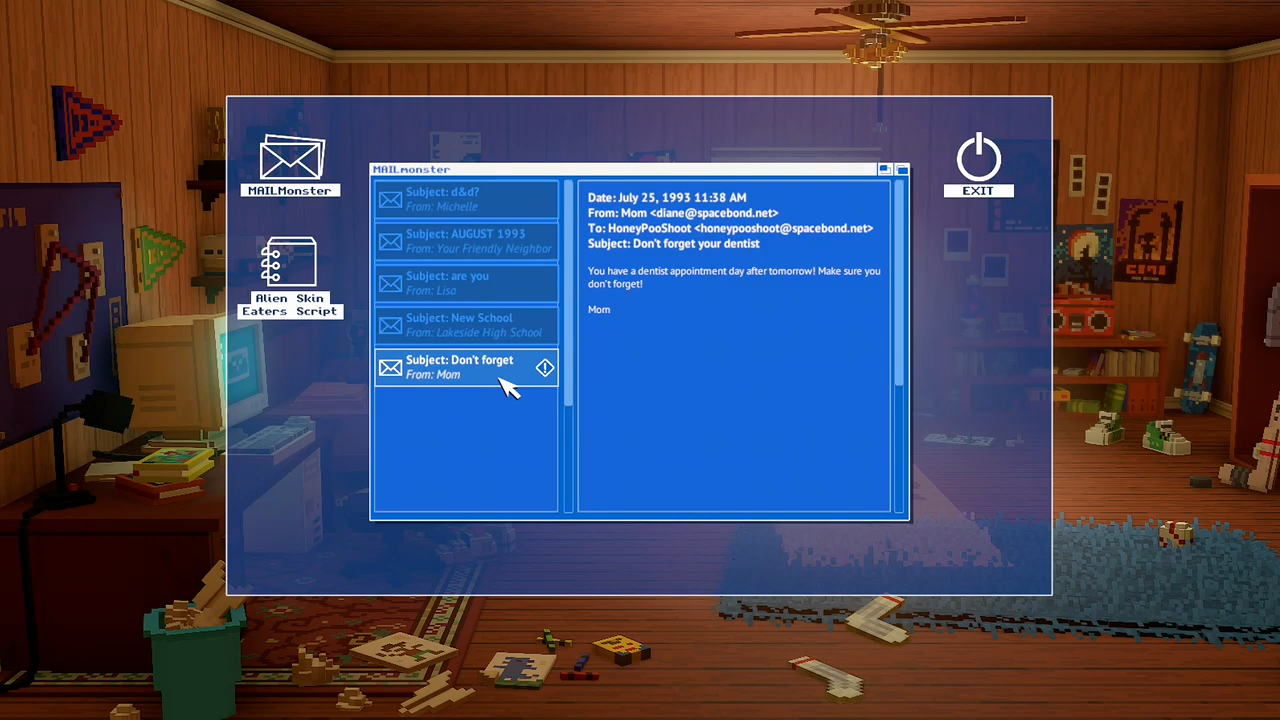 MAILMonster
Alien Skin
Eaters Script
EXIT
MAILmonster
Subject: d&d?
From: Michelle
Subject: AUGUST 1993
From: Your Friendly Neighbor
Subject: are you
From: Lisa
Subject: New School
From: Lakeside High School
Subject: Don't forget
From: Mom
Date: July 25, 1993 11:38 AM
From: Mom <diane@spacebond.net>
To: HoneyPooShoot <honeypooshoot@spacebond.net>
Subject: Don't forget your dentist
You have a dentist appointment day after tomorrow! Make sure you
don't forget!
Mom